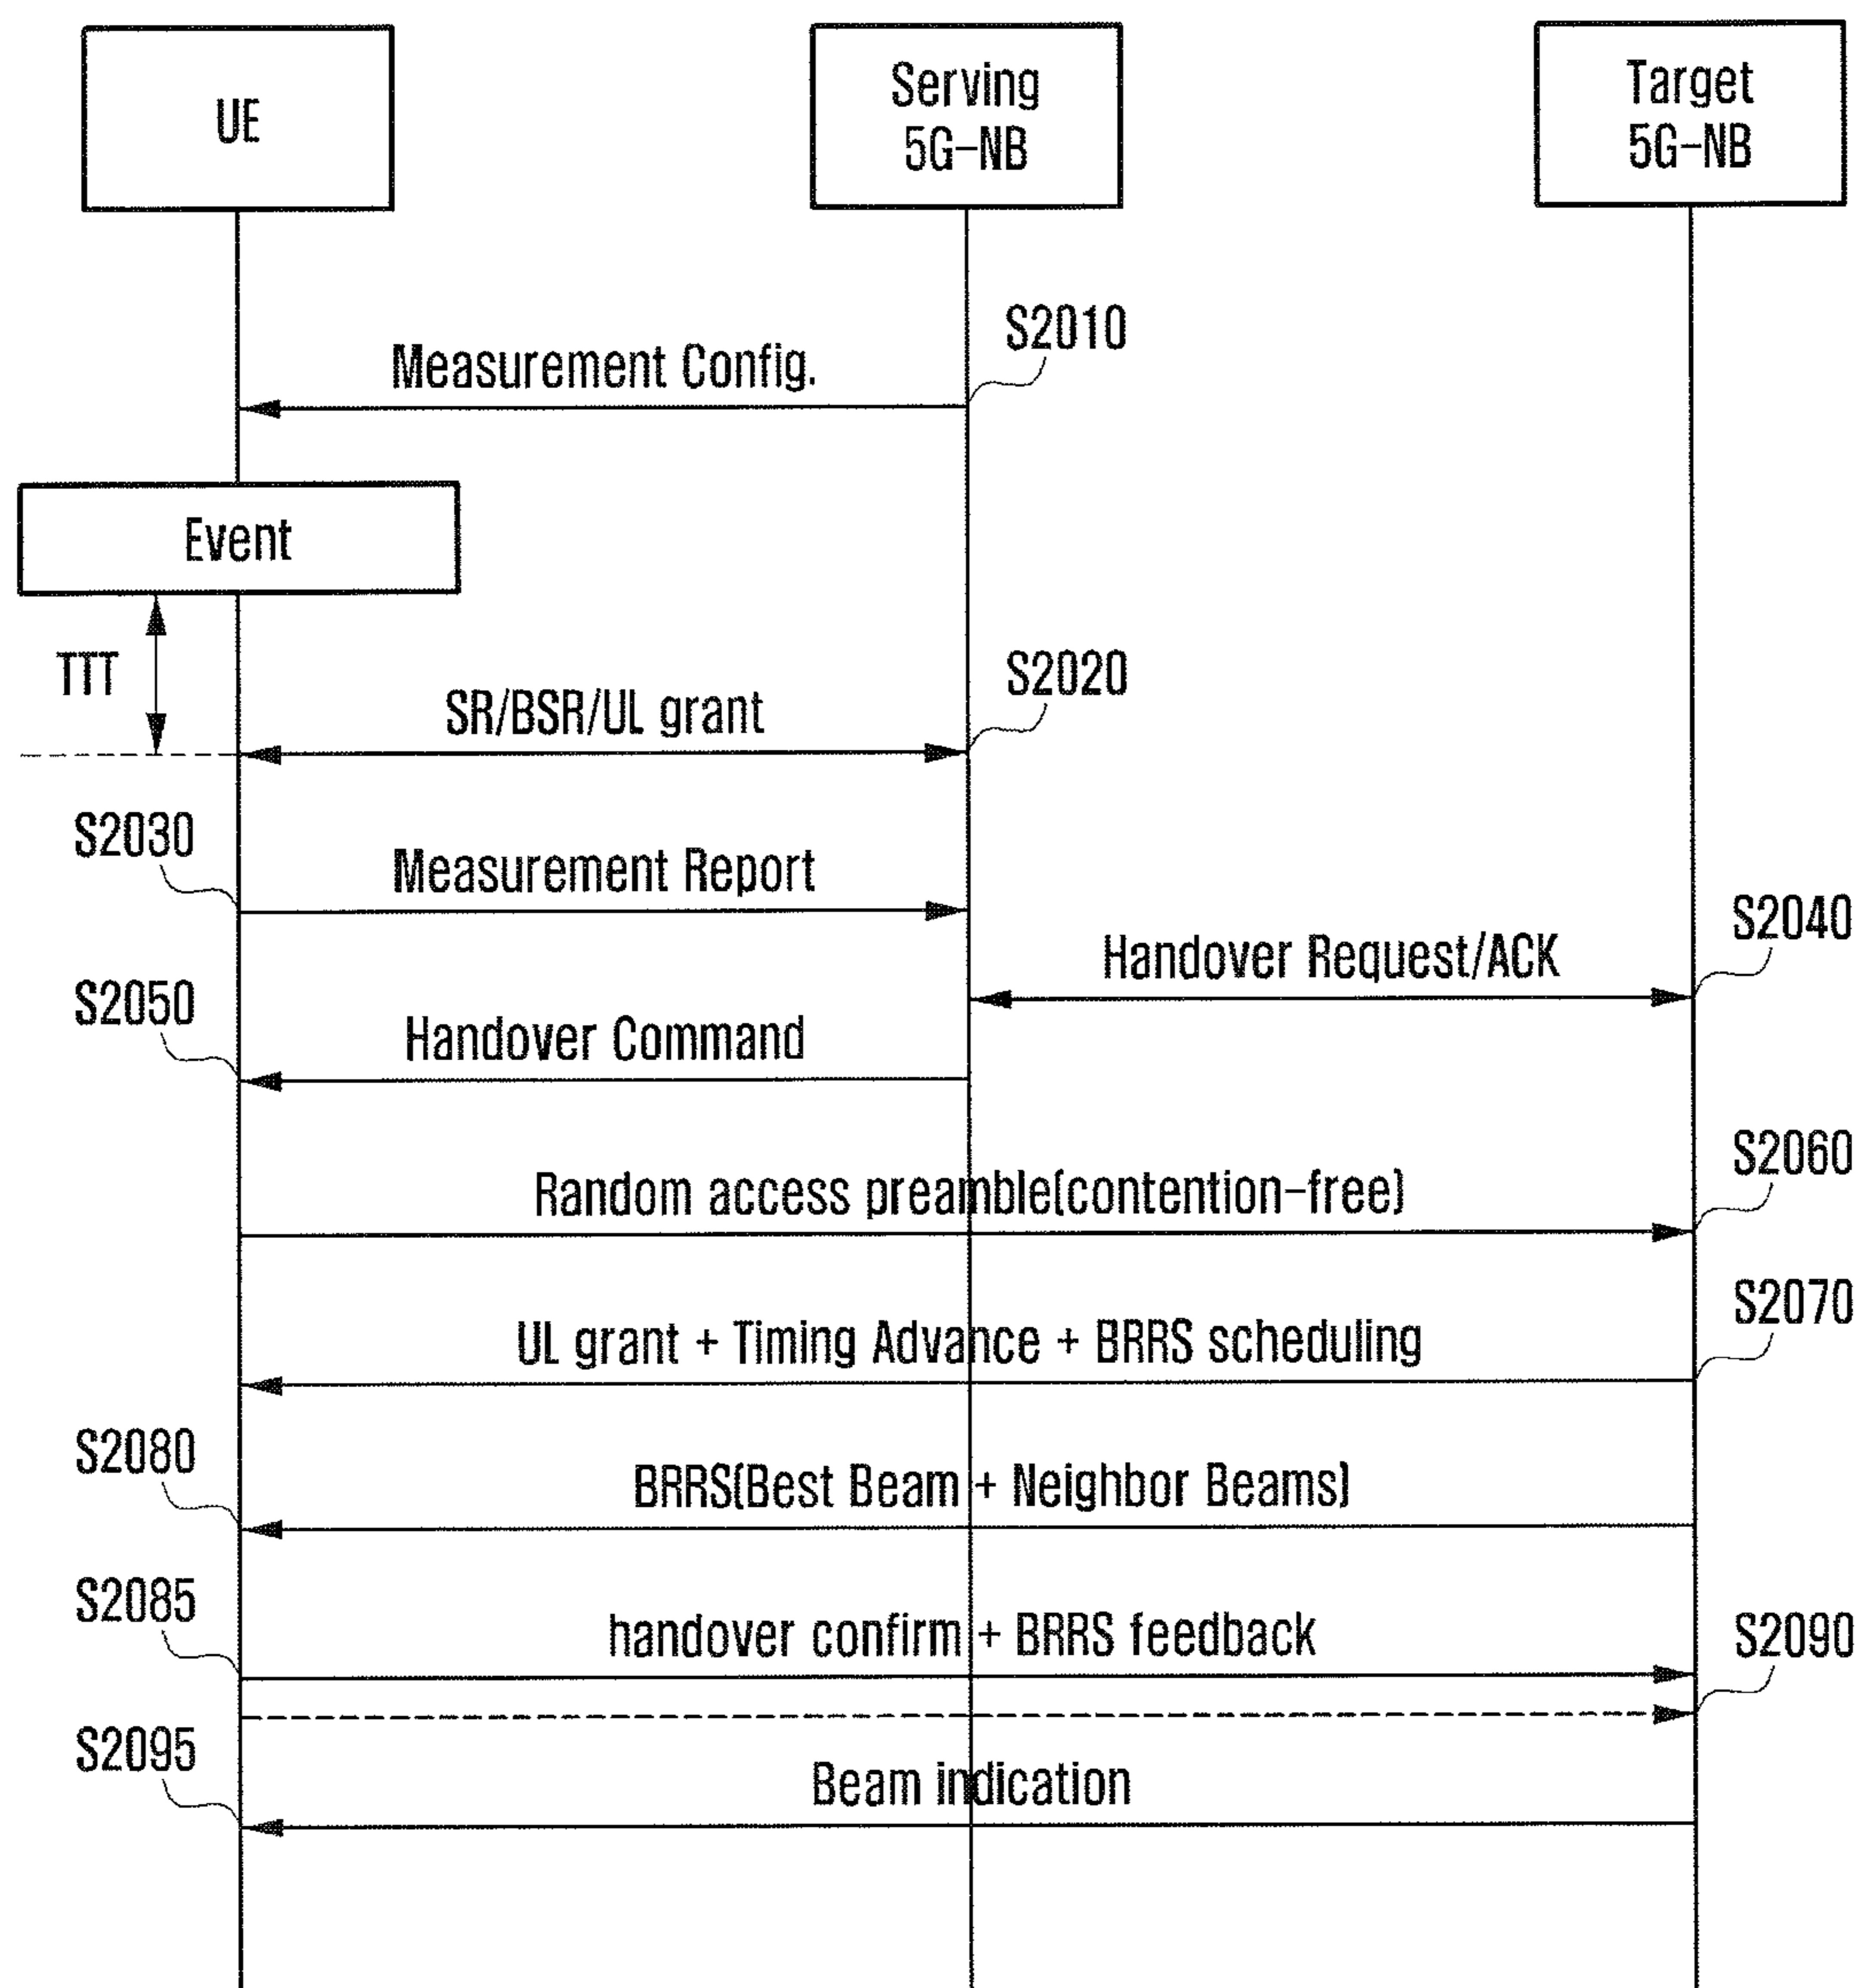 UE
Serving
5G-NB
Target
5G-NB
S2010
Measurement Config.
Event
TTT
S2020
SR/BSR/UL grant
S2030
Measurement Report
S2040
Handover Request/ACK
S2050
Handover Command
S2060
Random access preamble(contention-free)
S2070
UL grant + Timing Advance + BRRS scheduling
S2080
BRRS(Best Beam + Neighbor Beams)
S2085
handover confirm + BRRS feedback
S2090
S2095
Beam indication